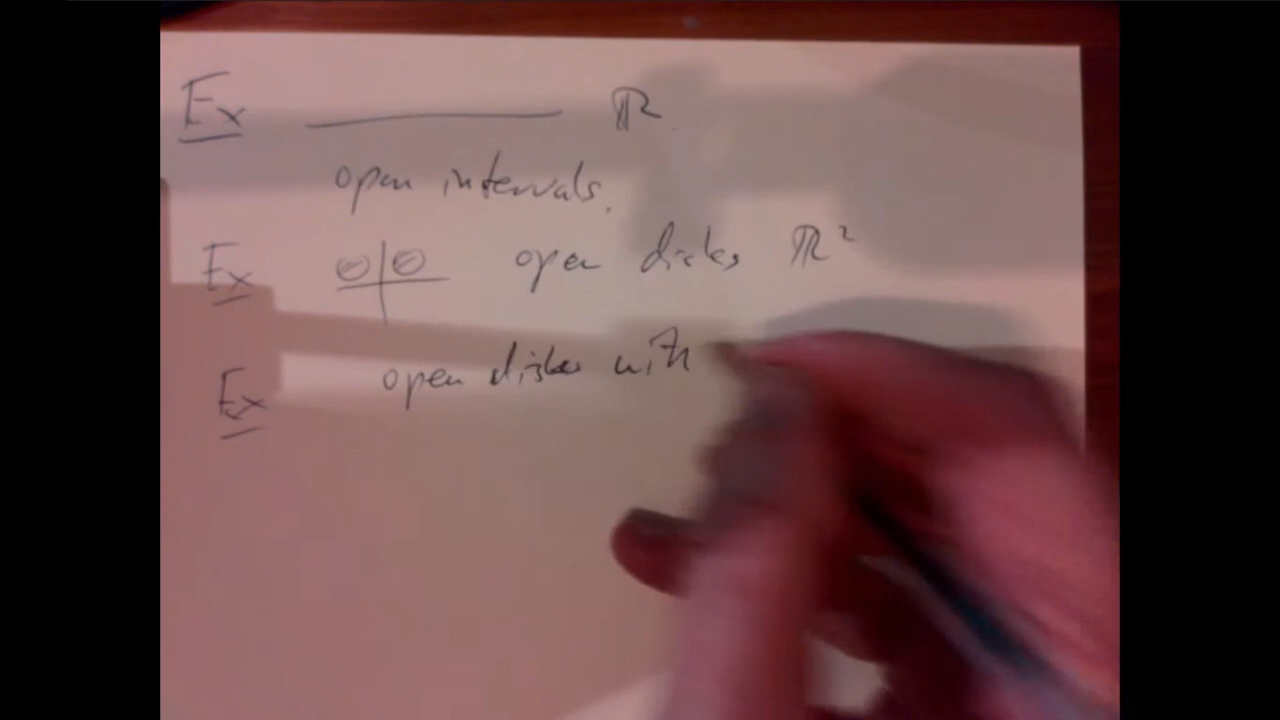 Ex ℝ
open intervals.
Ex open disks ℝ²
Ex open disks with